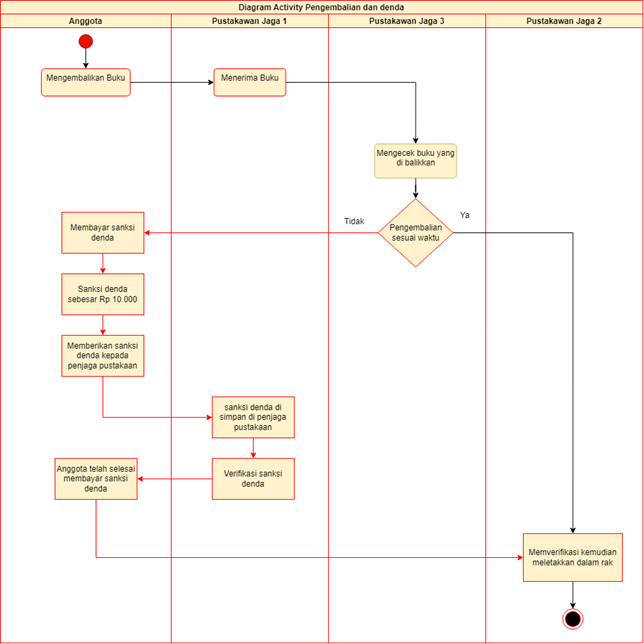 Diagram Activity Pengembalian dan denda
Anggota
Pustakawan Jaga 1
Pustakawan Jaga 3
Pustakawan Jaga 2
Mengembalikan Buku
Menerima Buku
Mengecek buku yang
di balikkan
Pengembalian
sesuai waktu
Tidak
Ya
Membayar sanksi
denda
Sanksi denda
sebesar Rp 10.000
Memberikan sanksi
denda kepada
penjaga pustakaan
sanksi denda di
simpan di penjaga
pustakaan
Verifikasi sanksi
denda
Anggota telah selesai
membayar sanksi
denda
Memverifikasi kemudian
meletakkan dalam rak